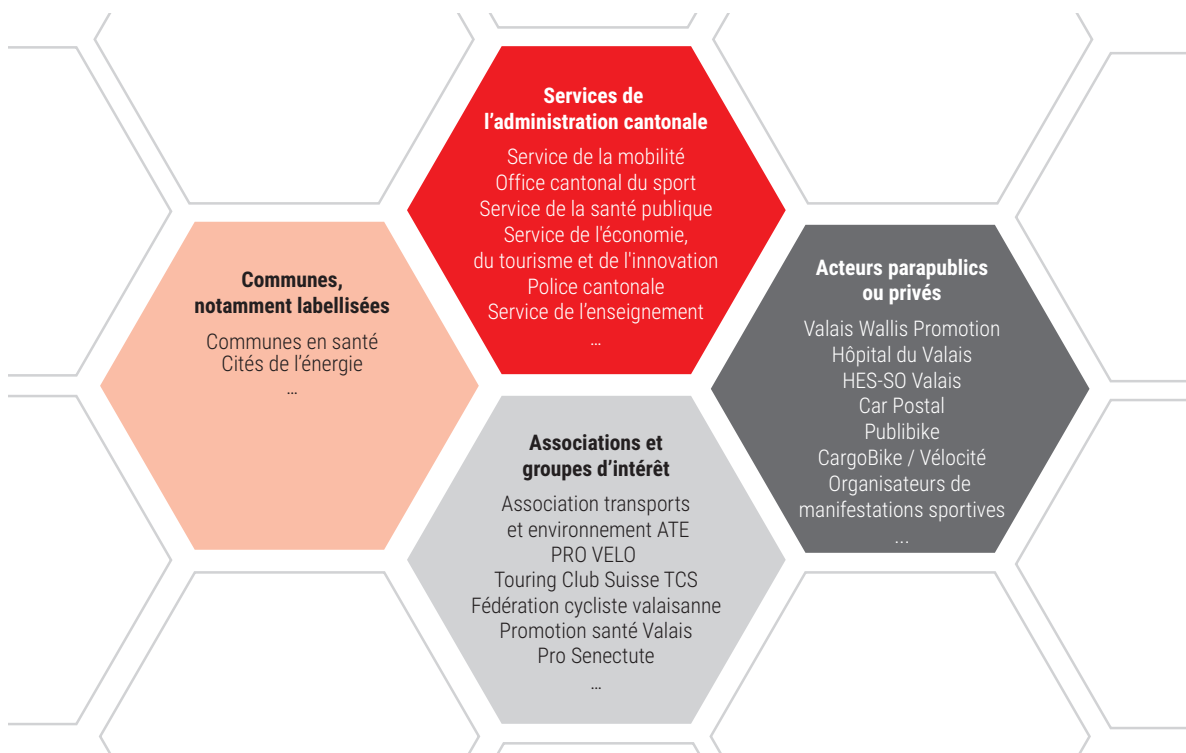 Services de
l’administration cantonale
Service de la mobilité
Office cantonal du sport
Service de la santé publique
Service de l'économie,
du tourisme et de l'innovation
Police cantonale
Service de l’enseignement
…
Communes,
notamment labellisées
Communes en santé
Cités de l’énergie
…
Acteurs parapublics
ou privés
Valais Wallis Promotion
Hôpital du Valais
HES-SO Valais
Car Postal
Publibike
CargoBike / Vélocité
Organisateurs de
manifestations sportives
...
Associations et
groupes d’intérêt
Association transports
et environnement ATE
PRO VELO
Touring Club Suisse TCS
Fédération cycliste valaisanne
Promotion santé Valais
Pro Senectute
…